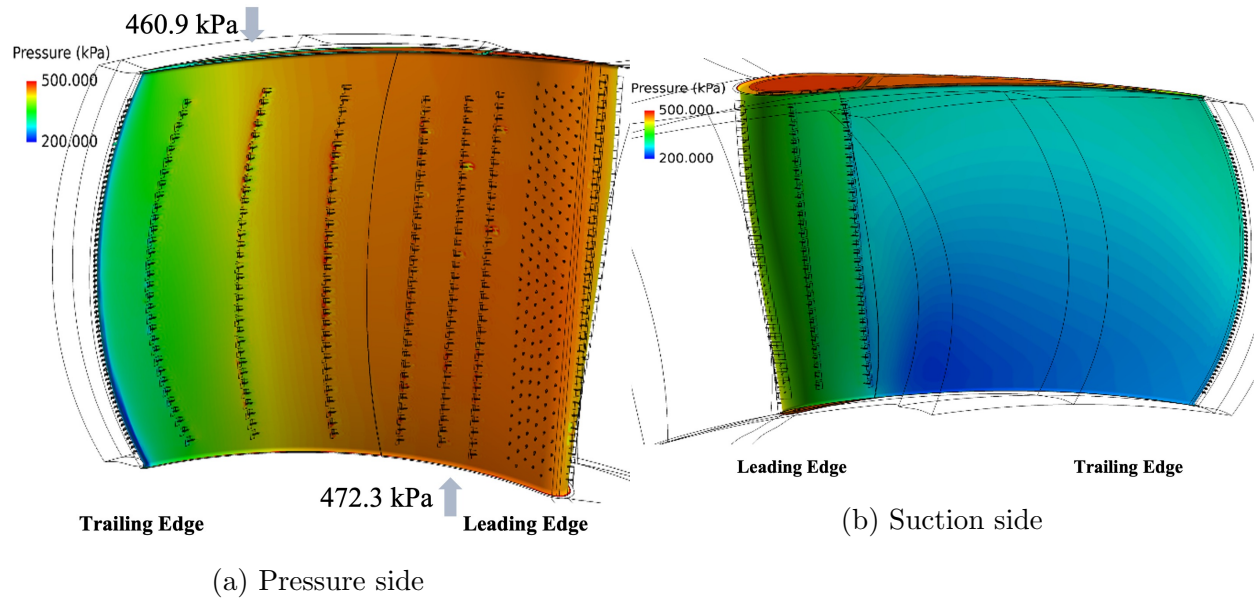 460.9 kPa
Pressure (kPa)
500.000
200.000
472.3 kPa
Trailing Edge
Leading Edge
(a) Pressure side
Pressure (kPa)
500.000
200.000
Leading Edge
Trailing Edge
(b) Suction side